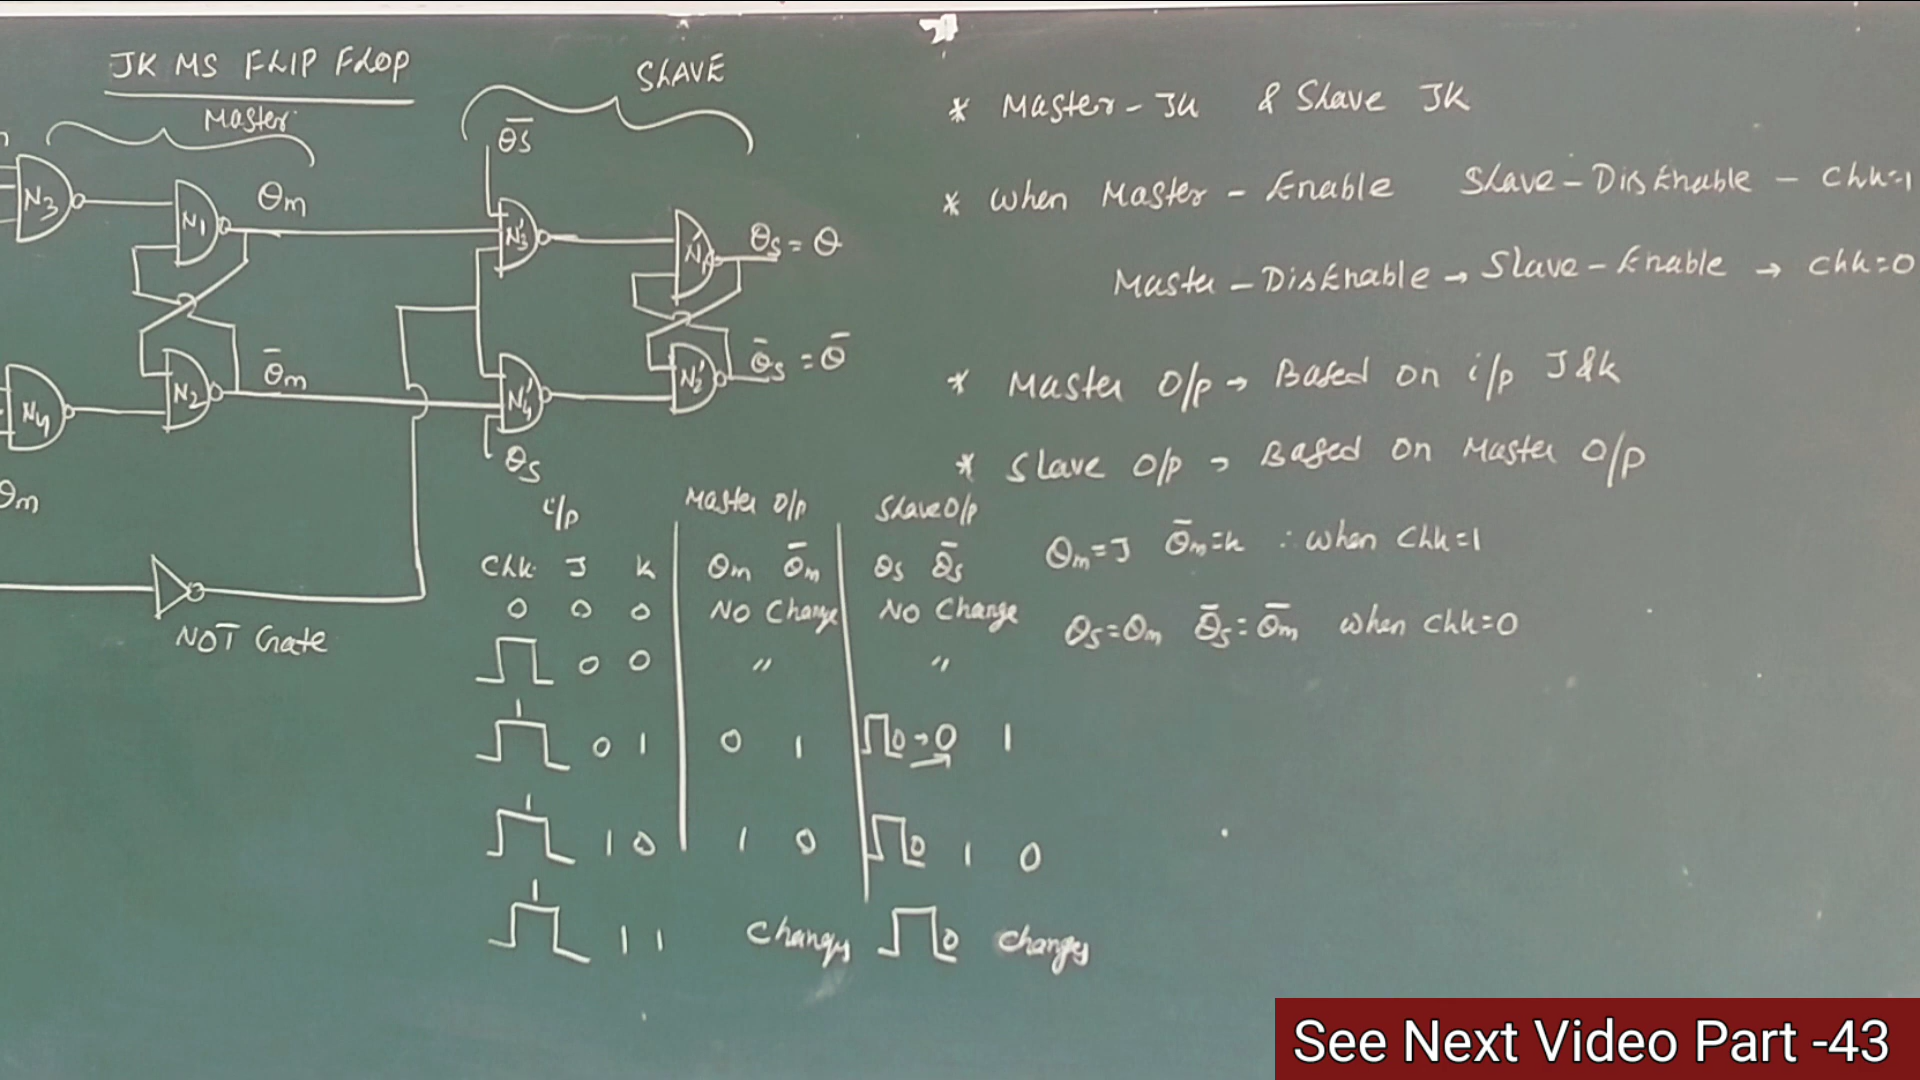 JK MS FLIP FLOP
Master
SLAVE
N3
N1
Qm
Q̅s
N3'
N1'
Qs = Q
N4
N2
Q̅m
N4'
N2'
Q̅s = Q̅
Qm
Qs
NOT Gate
* Master - JK & Slave JK
* When Master - Enable Slave - DisEnable - Clk=1
Master - DisEnable → Slave - Enable → Clk=0
* Master O/p → Based on i/p J & K
* Slave O/p → Based on Master O/p
Qm=J Q̅m=K ∴ when Clk=1
Qs=Qm Q̅s=Q̅m when Clk=0
i/p Master O/p Slave O/p
Clk J K Qm Q̅m Qs Q̅s
0 0 0 NO Change NO Change
0 0 " "
1 0 1 0 1 0→0 1
1 1 0 1 0 0 1 0
1 1 1 Changes 0 Changes
See Next Video Part -43